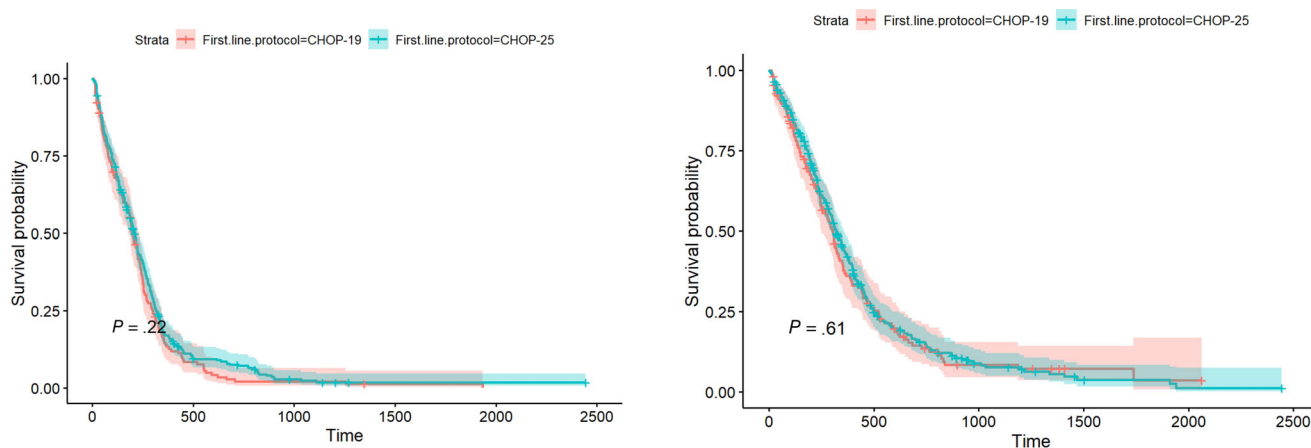 Strata First.line.protocol=CHOP-19 First.line.protocol=CHOP-25
Survival probability
1.00
0.75
0.50
0.25
0.00
P = .22
0 500 1000 1500 2000 2500
Time
Strata First.line.protocol=CHOP-19 First.line.protocol=CHOP-25
Survival probability
1.00
0.75
0.50
0.25
0.00
P = .61
0 500 1000 1500 2000 2500
Time